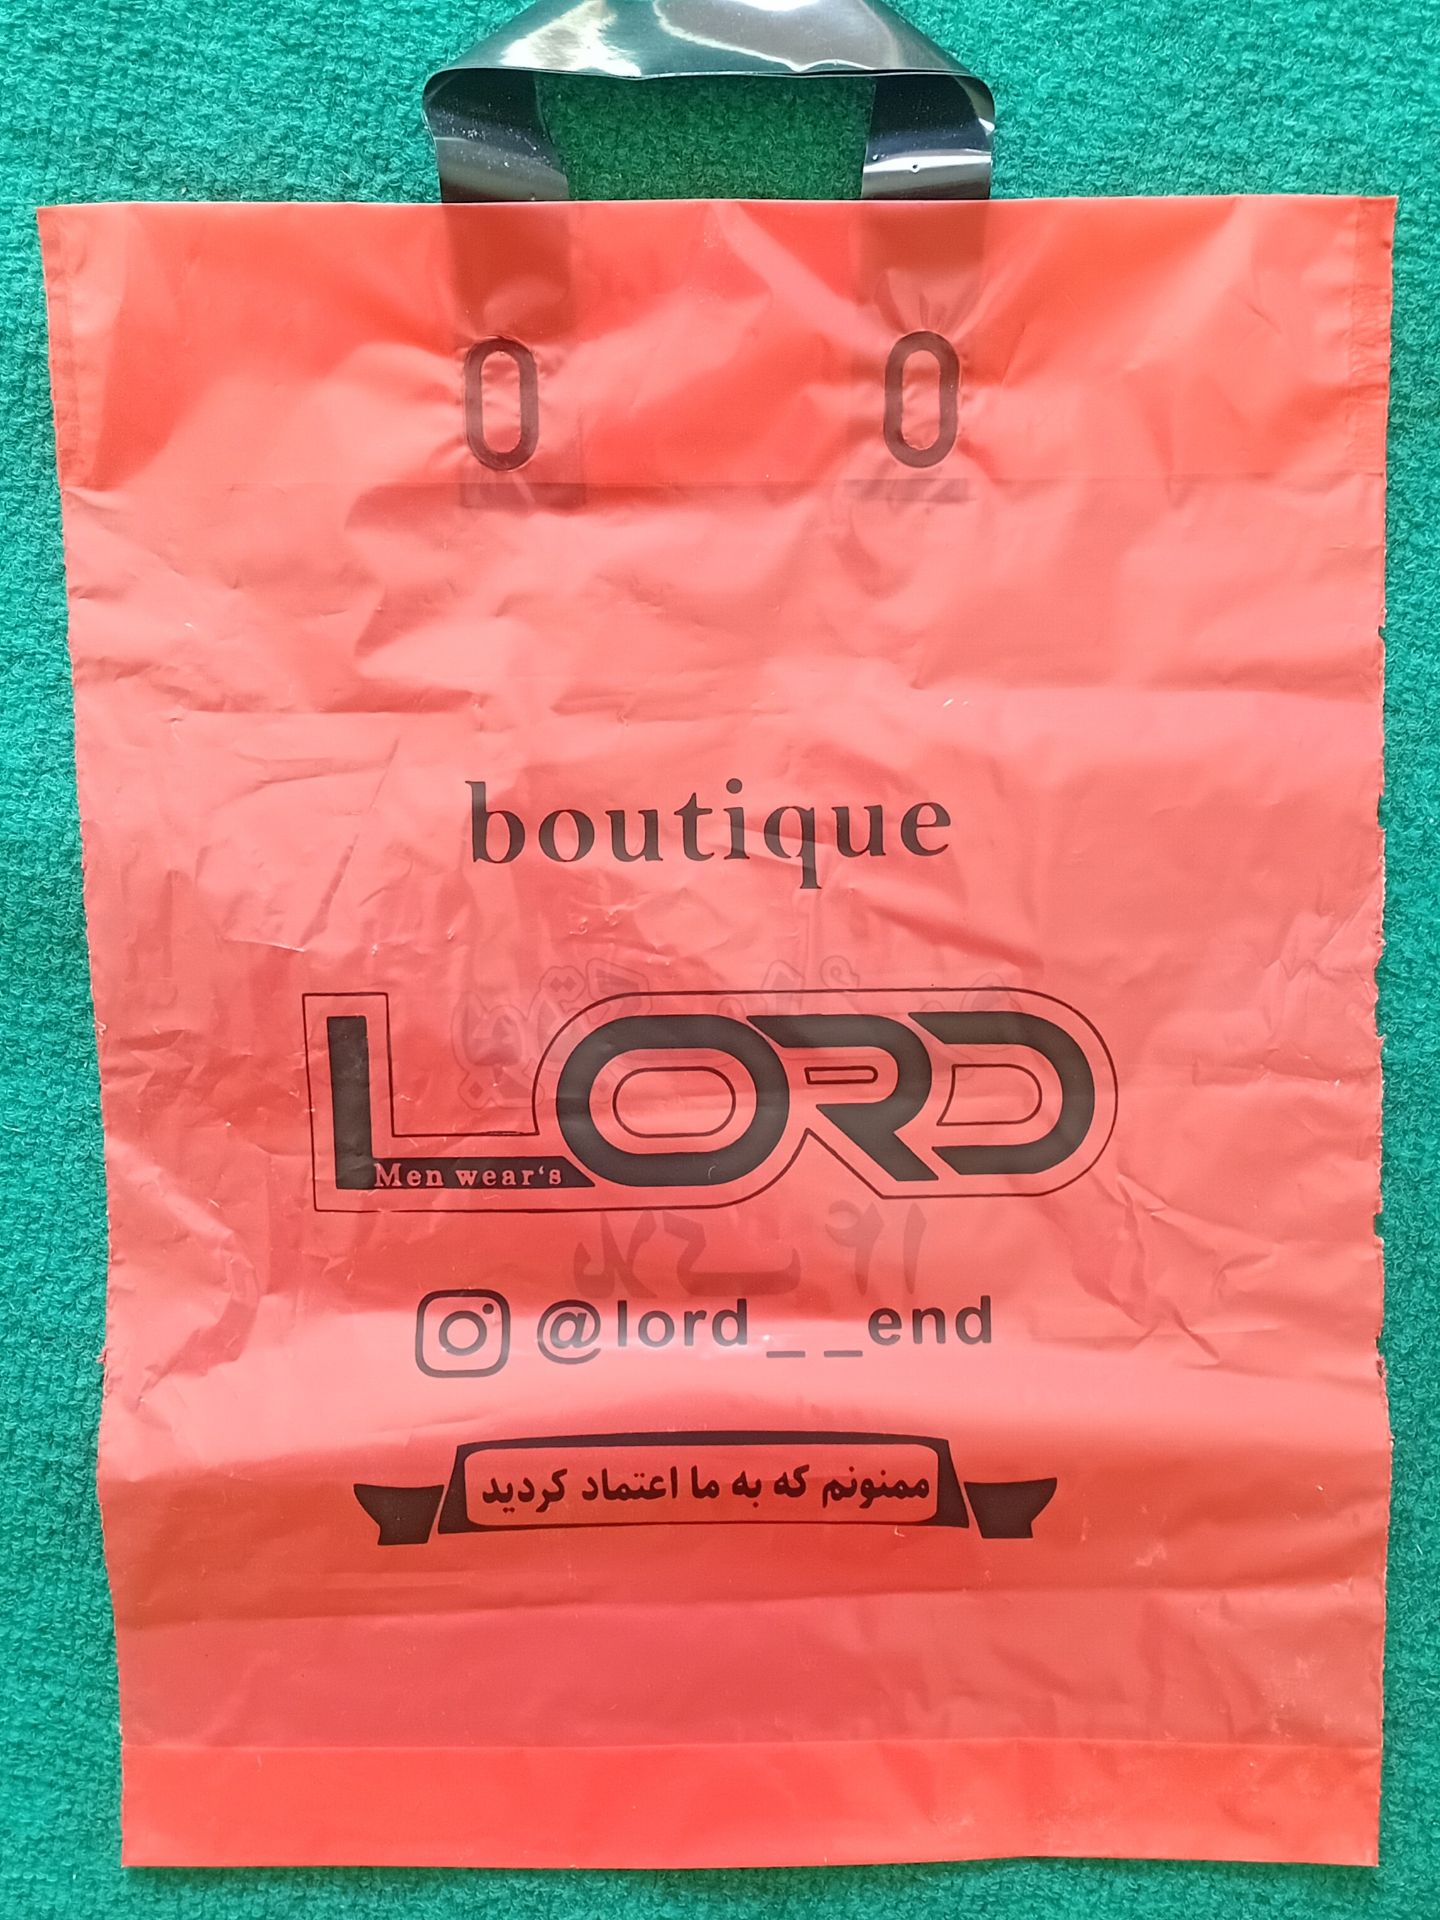 boutique
LORD
Men wear's
@lord__end
ممنونم که به ما اعتماد کردید